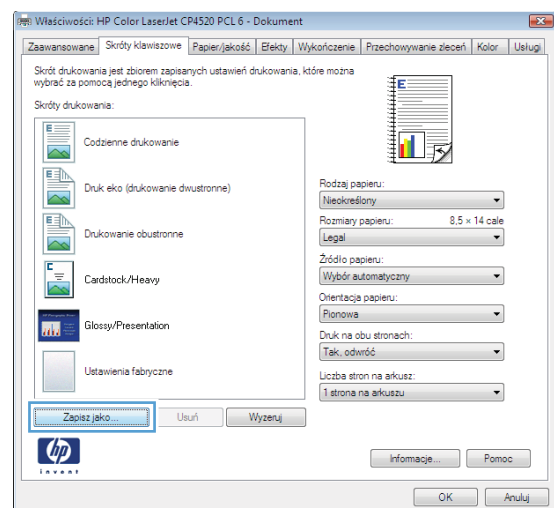 Właściwości: HP Color LaserJet CP4520 PCL 6 - Dokument
Zaawansowane Skróty klawiszowe Papier/jakość Efekty Wykończenie Przechowywanie zleceń Kolor Usługi
Skrót drukowania jest zbiorem zapisanych ustawień drukowania, które można
wybrać za pomocą jednego kliknięcia.
Skróty drukowania:
Codzienne drukowanie
Druk eko (drukowanie dwustronne)
Drukowanie obustronne
Cardstock/Heavy
Glossy/Presentation
Ustawienia fabryczne
Zapisz jako...
Usuń
Wyzeruj
Rodzaj papieru:
Nieokreślony
Rozmiary papieru: 8,5 × 14 cale
Legal
Źródło papieru:
Wybór automatyczny
Orientacja papieru:
Pionowa
Druk na obu stronach:
Tak, odwróć
Liczba stron na arkusz:
1 strona na arkuszu
hp
invent
Informacje...
Pomoc
OK
Anuluj